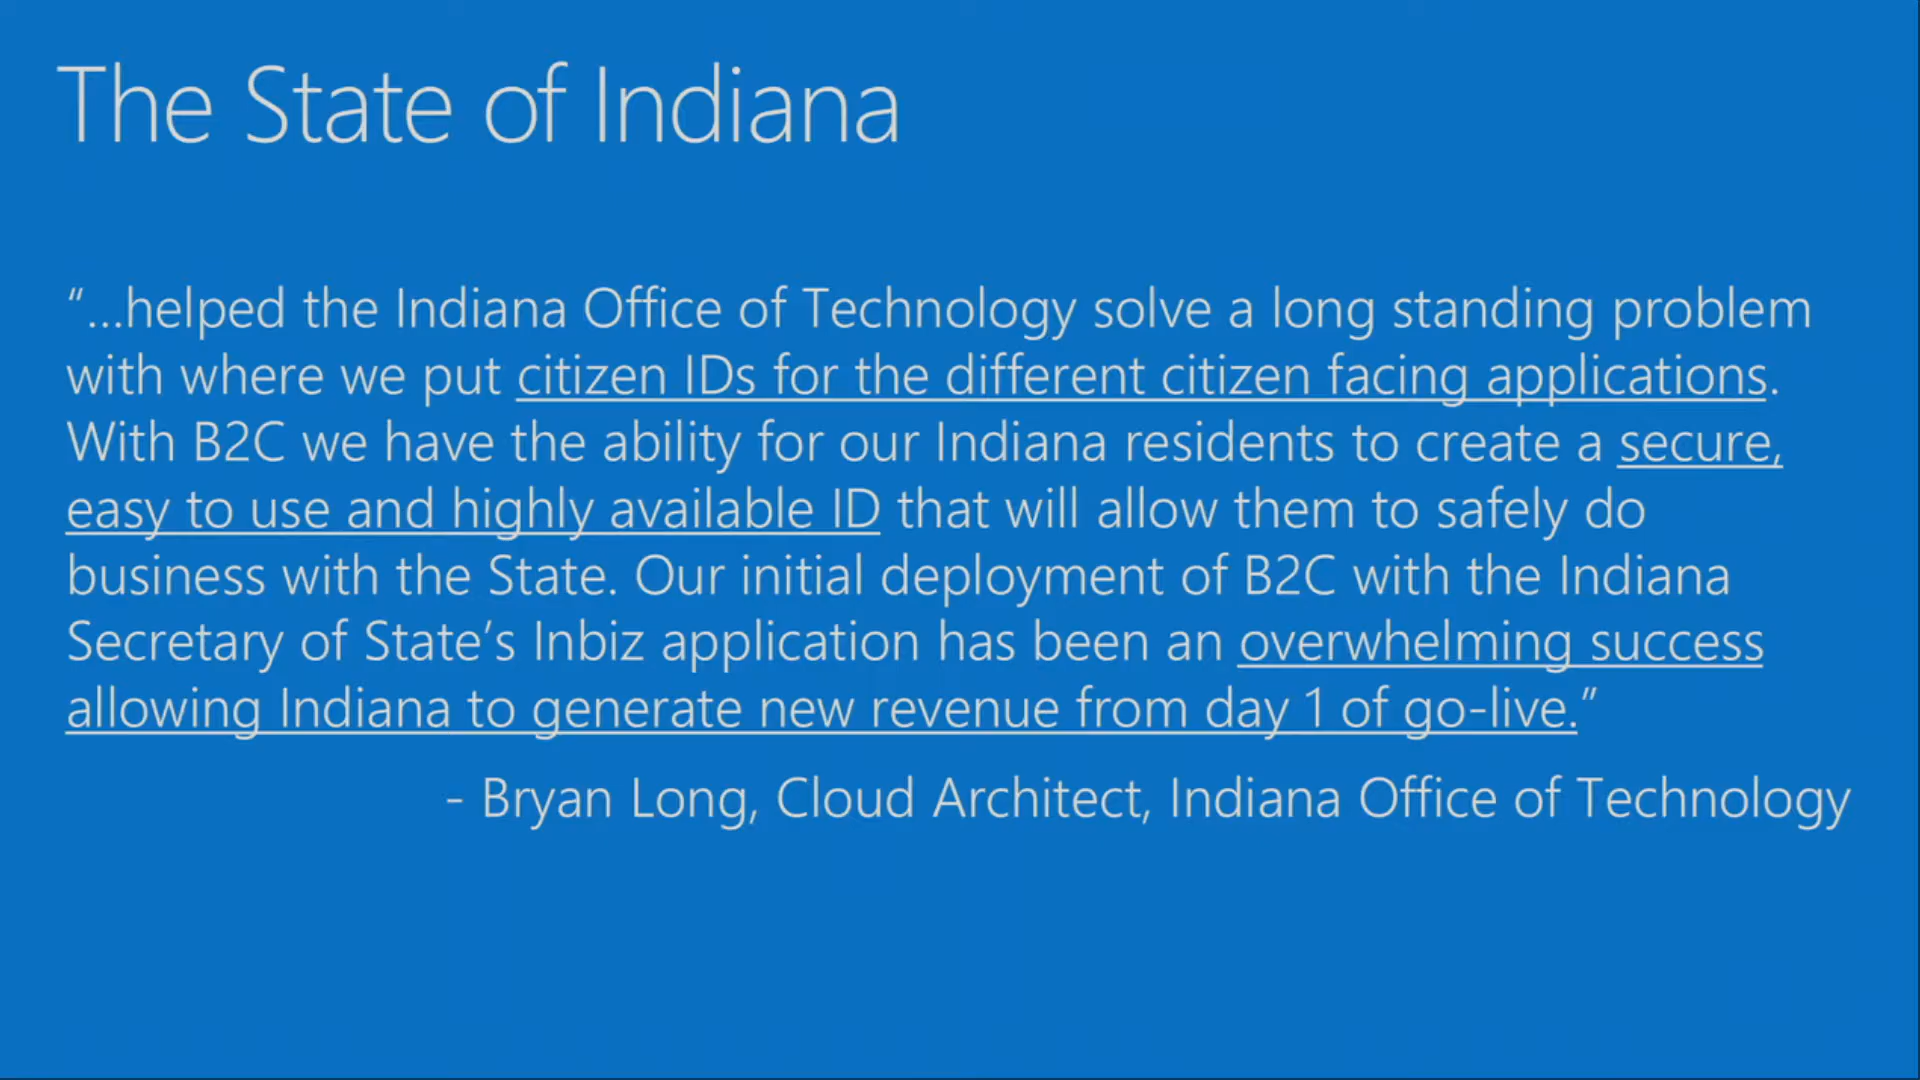 The State of Indiana
“...helped the Indiana Office of Technology solve a long standing problem
with where we put citizen IDs for the different citizen facing applications.
With B2C we have the ability for our Indiana residents to create a secure,
easy to use and highly available ID that will allow them to safely do
business with the State. Our initial deployment of B2C with the Indiana
Secretary of State’s Inbiz application has been an overwhelming success
allowing Indiana to generate new revenue from day 1 of go-live.”
- Bryan Long, Cloud Architect, Indiana Office of Technology